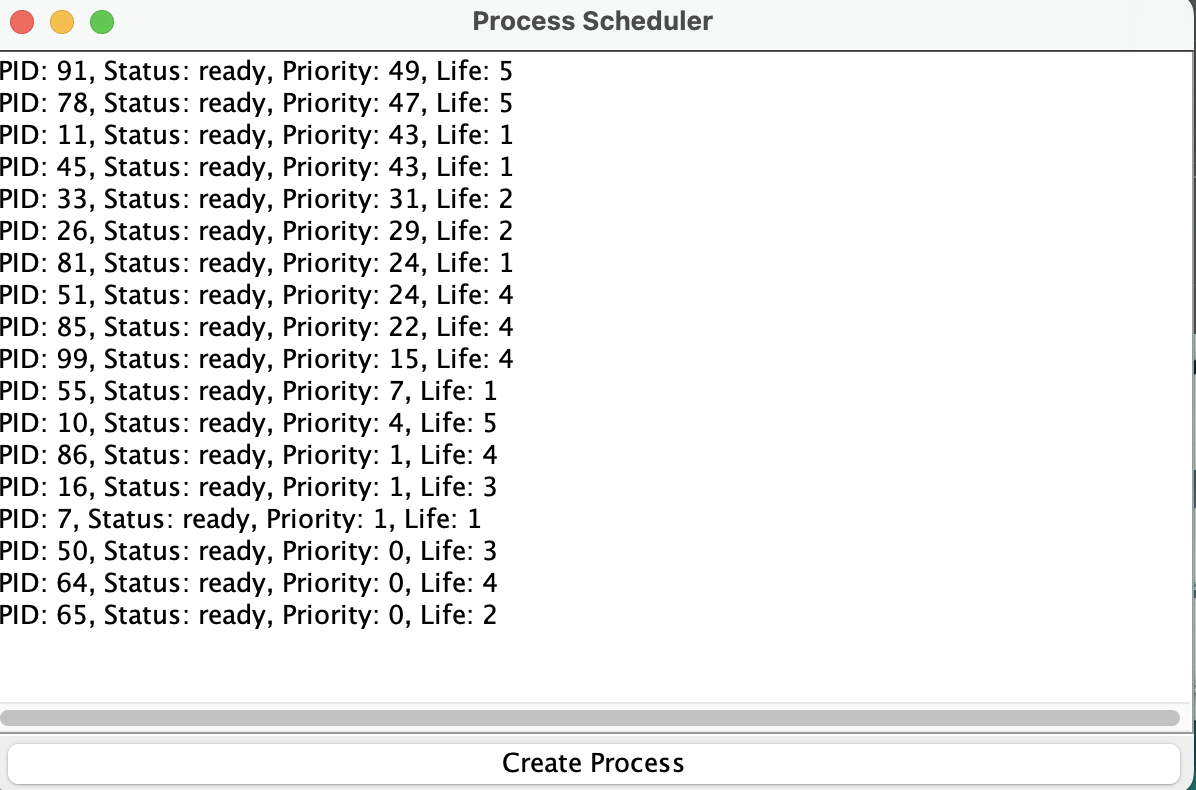 Process Scheduler
PID: 91, Status: ready, Priority: 49, Life: 5
PID: 78, Status: ready, Priority: 47, Life: 5
PID: 11, Status: ready, Priority: 43, Life: 1
PID: 45, Status: ready, Priority: 43, Life: 1
PID: 33, Status: ready, Priority: 31, Life: 2
PID: 26, Status: ready, Priority: 29, Life: 2
PID: 81, Status: ready, Priority: 24, Life: 1
PID: 51, Status: ready, Priority: 24, Life: 4
PID: 85, Status: ready, Priority: 22, Life: 4
PID: 99, Status: ready, Priority: 15, Life: 4
PID: 55, Status: ready, Priority: 7, Life: 1
PID: 10, Status: ready, Priority: 4, Life: 5
PID: 86, Status: ready, Priority: 1, Life: 4
PID: 16, Status: ready, Priority: 1, Life: 3
PID: 7, Status: ready, Priority: 1, Life: 1
PID: 50, Status: ready, Priority: 0, Life: 3
PID: 64, Status: ready, Priority: 0, Life: 4
PID: 65, Status: ready, Priority: 0, Life: 2
Create Process